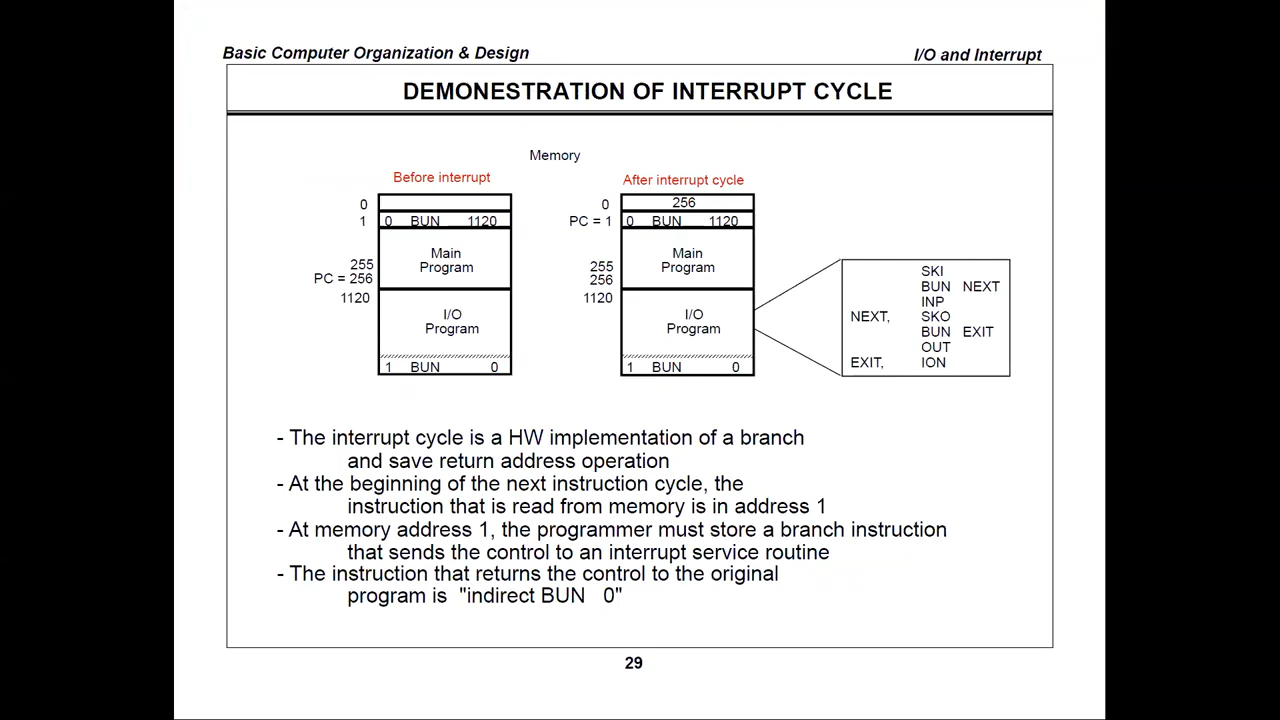 Basic Computer Organization & Design
I/O and Interrupt
DEMONESTRATION OF INTERRUPT CYCLE
Memory
Before interrupt
0
1 0 BUN 1120
Main
Program
255
PC = 256
1120
I/O
Program
1 BUN 0
After interrupt cycle
0 256
PC = 1 0 BUN 1120
Main
Program
255
256
1120
I/O
Program
1 BUN 0
SKI
BUN NEXT
INP
NEXT, SKO
BUN EXIT
OUT
EXIT, ION
- The interrupt cycle is a HW implementation of a branch
and save return address operation
- At the beginning of the next instruction cycle, the
instruction that is read from memory is in address 1
- At memory address 1, the programmer must store a branch instruction
that sends the control to an interrupt service routine
- The instruction that returns the control to the original
program is "indirect BUN 0"
29